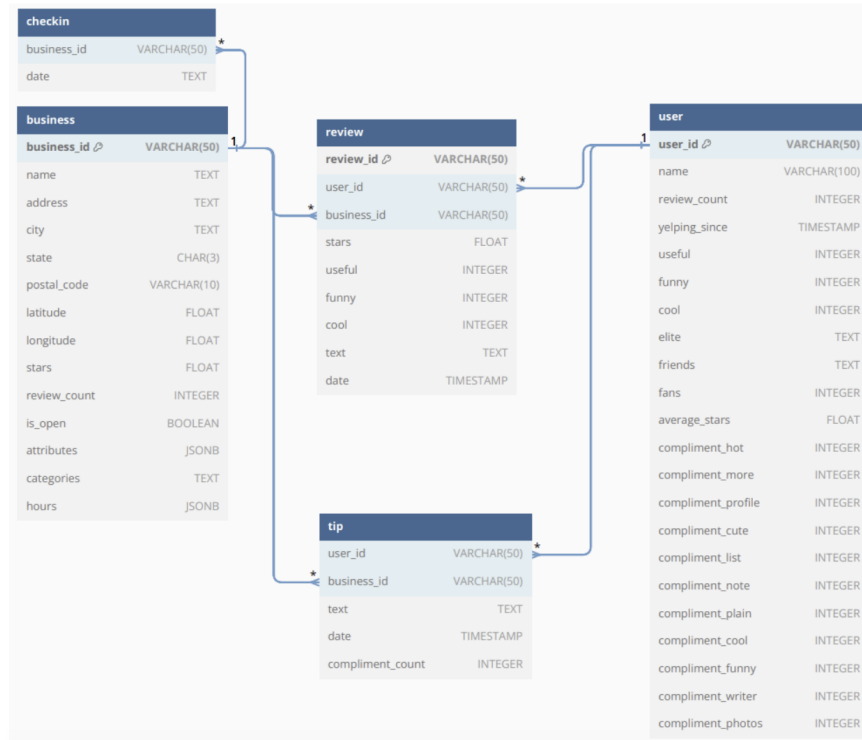 checkin
business_id VARCHAR(50) *
date TEXT
business
business_id VARCHAR(50) 1
name TEXT
address TEXT
city TEXT
state CHAR(3)
postal_code VARCHAR(10)
latitude FLOAT
longitude FLOAT
stars FLOAT
review_count INTEGER
is_open BOOLEAN
attributes JSONB
categories TEXT
hours JSONB
review
review_id VARCHAR(50)
user_id VARCHAR(50) *
* business_id VARCHAR(50)
stars FLOAT
useful INTEGER
funny INTEGER
cool INTEGER
text TEXT
date TIMESTAMP
tip
user_id VARCHAR(50) *
* business_id VARCHAR(50)
text TEXT
date TIMESTAMP
compliment_count INTEGER
user
1 user_id VARCHAR(50)
name VARCHAR(100)
review_count INTEGER
yelping_since TIMESTAMP
useful INTEGER
funny INTEGER
cool INTEGER
elite TEXT
friends TEXT
fans INTEGER
average_stars FLOAT
compliment_hot INTEGER
compliment_more INTEGER
compliment_profile INTEGER
compliment_cute INTEGER
compliment_list INTEGER
compliment_note INTEGER
compliment_plain INTEGER
compliment_cool INTEGER
compliment_funny INTEGER
compliment_writer INTEGER
compliment_photos INTEGER